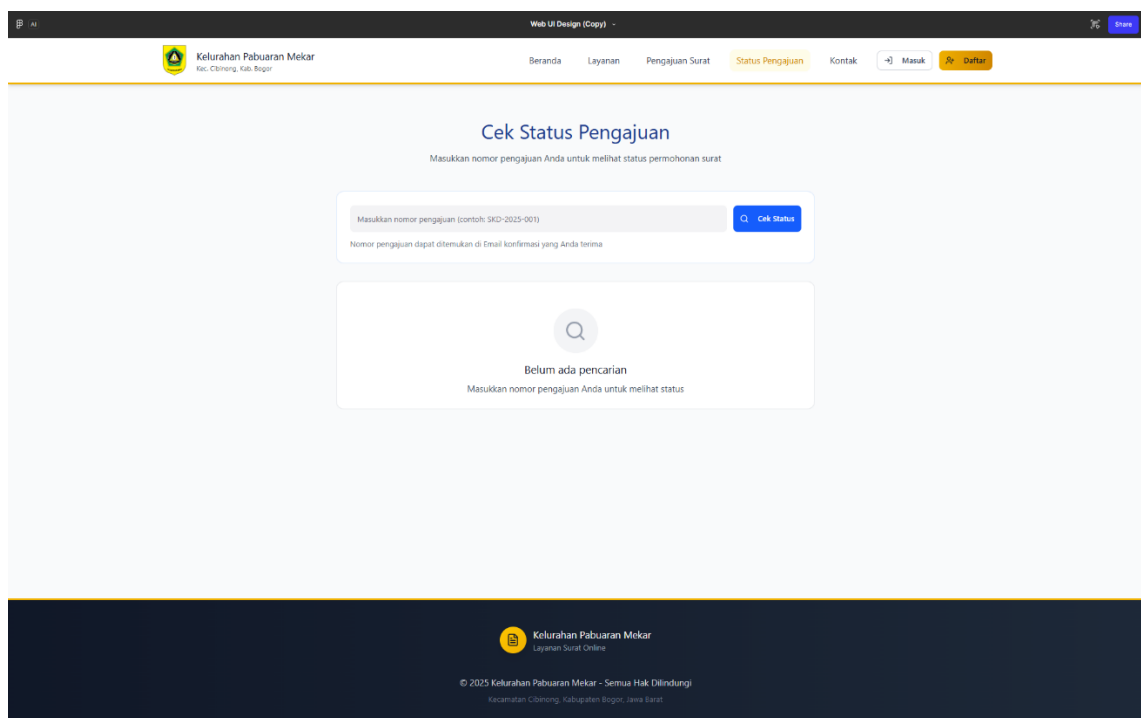 AI
Web UI Design (Copy)
Share
Kelurahan Pabuaran Mekar
Kec. Cibinong, Kab. Bogor
Beranda
Layanan
Pengajuan Surat
Status Pengajuan
Kontak
Masuk
Daftar
Cek Status Pengajuan
Masukkan nomor pengajuan Anda untuk melihat status permohonan surat
Masukkan nomor pengajuan (contoh: SKD-2025-001)
Cek Status
Nomor pengajuan dapat ditemukan di Email konfirmasi yang Anda terima
Belum ada pencarian
Masukkan nomor pengajuan Anda untuk melihat status
Kelurahan Pabuaran Mekar
Layanan Surat Online
© 2025 Kelurahan Pabuaran Mekar - Semua Hak Dilindungi
Kecamatan Cibinong, Kabupaten Bogor, Jawa Barat